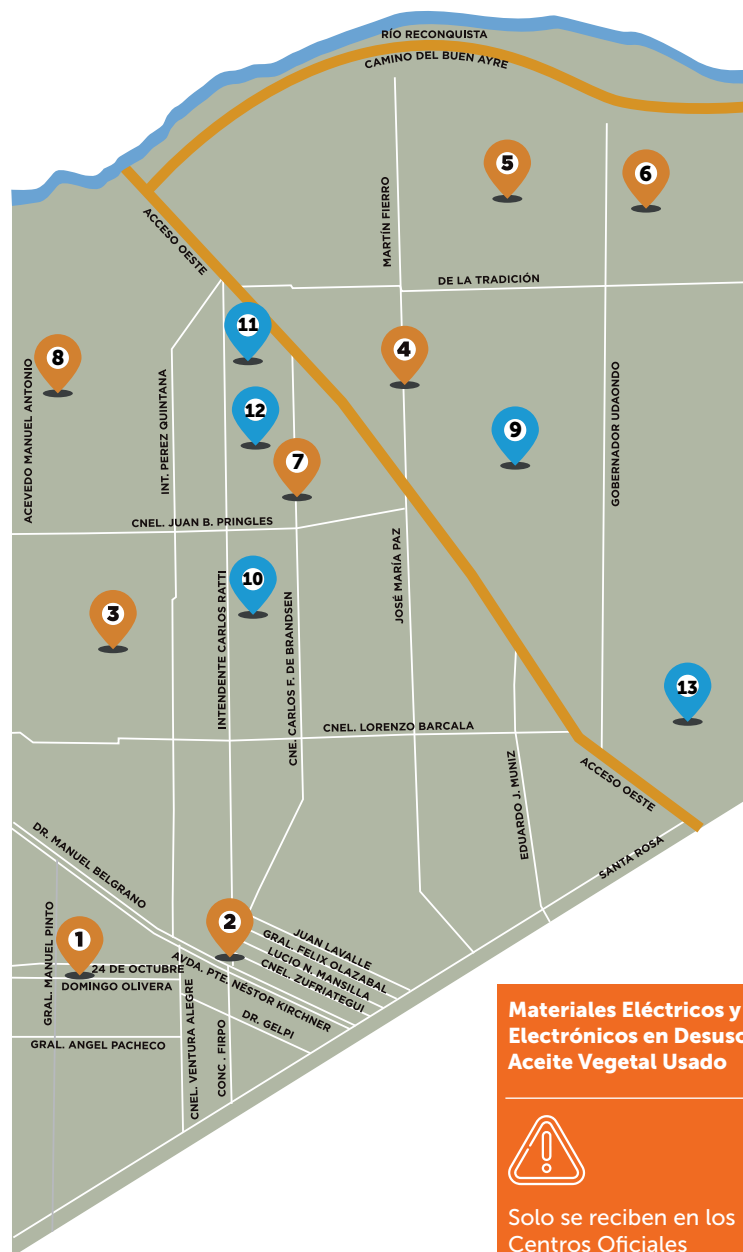 RÍO RECONQUISTA
CAMINO DEL BUEN AYRE
5
6
MARTÍN FIERRO
ACCESO OESTE
DE LA TRADICIÓN
11
4
8
12
9
7
ACEVEDO MANUEL ANTONIO
INT. PEREZ QUINTANA
GOBERNADOR UDAONDO
CNEL. JUAN B. PRINGLES
JOSÉ MARÍA PAZ
10
3
INTENDENTE CARLOS RATTI
CNE. CARLOS F. DE BRANDSEN
13
CNEL. LORENZO BARCALA
ACCESO OESTE
EDUARDO J. MUNIZ
SANTA ROSA
DR. MANUEL BELGRANO
GRAL. MANUEL PINTO
1
2
JUAN LAVALLE
GRAL. FELIX OLAZABAL
LUCIO N. MANSILLA
CNEL. ZUFRIATEGUI
24 DE OCTUBRE
DOMINGO OLIVERA
AVDA. PTE. NÉSTOR KIRCHNER
DR. GELPI
GRAL. ANGEL PACHECO
CNEL. VENTURA ALEGRE
CONC . FIRPO
Materiales Eléctricos y
Electrónicos en Desuso
Aceite Vegetal Usado
Solo se reciben en los
Centros Oficiales